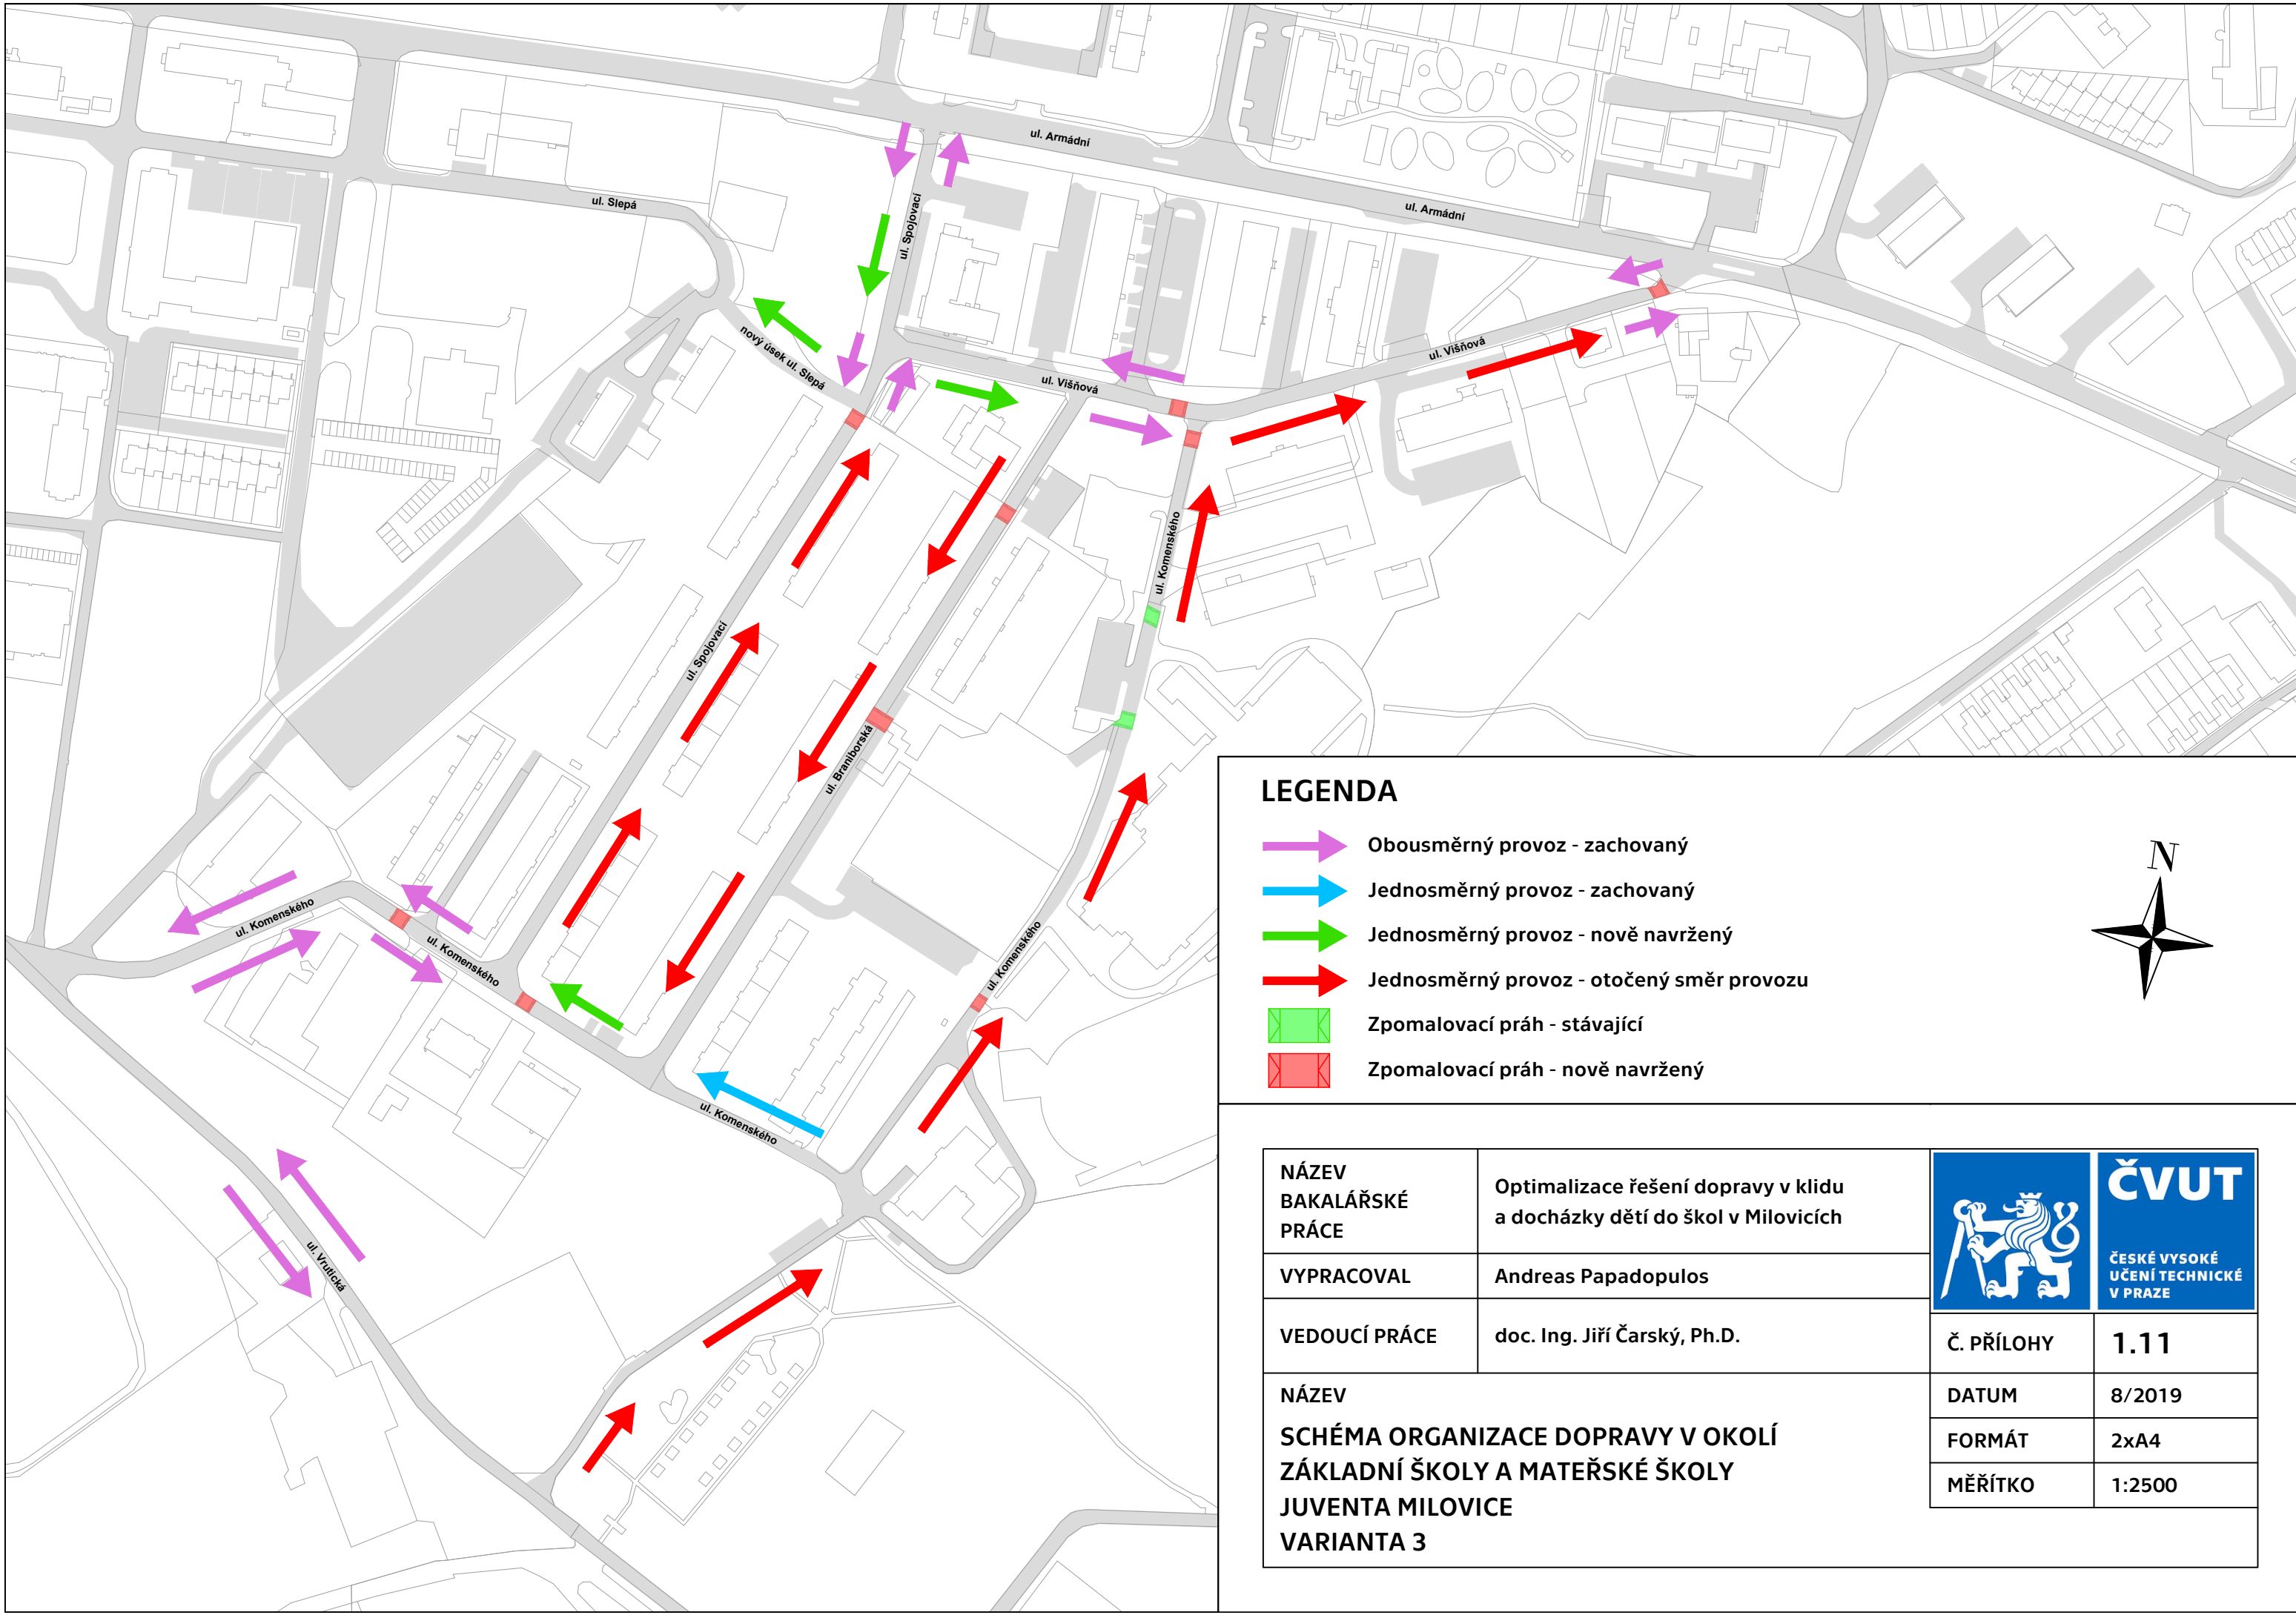 ul. Armádní
ul. Slepá
ul. Spojovací
ul. Armádní
nový úsek ul. Slepá
ul. Višňová
ul. Višňová
ul. Komenského
ul. Spojovací
ul. Braniborská
ul. Komenského
ul. Komenského
ul. Komenského
ul. Komenského
ul. Vrutická
LEGENDA
Obousměrný provoz - zachovaný
Jednosměrný provoz - zachovaný
Jednosměrný provoz - nově navržený
Jednosměrný provoz - otočený směr provozu
Zpomalovací práh - stávající
Zpomalovací práh - nově navržený
N
NÁZEV
BAKALÁŘSKÉ
PRÁCE
Optimalizace řešení dopravy v klidu
a docházky dětí do škol v Milovicích
VYPRACOVAL
Andreas Papadopulos
VEDOUCÍ PRÁCE
doc. Ing. Jiří Čarský, Ph.D.
ČVUT
ČESKÉ VYSOKÉ
UČENÍ TECHNICKÉ
V PRAZE
Č. PŘÍLOHY
1.11
NÁZEV
SCHÉMA ORGANIZACE DOPRAVY V OKOLÍ
ZÁKLADNÍ ŠKOLY A MATEŘSKÉ ŠKOLY
JUVENTA MILOVICE
VARIANTA 3
DATUM
8/2019
FORMÁT
2xA4
MĚŘÍTKO
1:2500